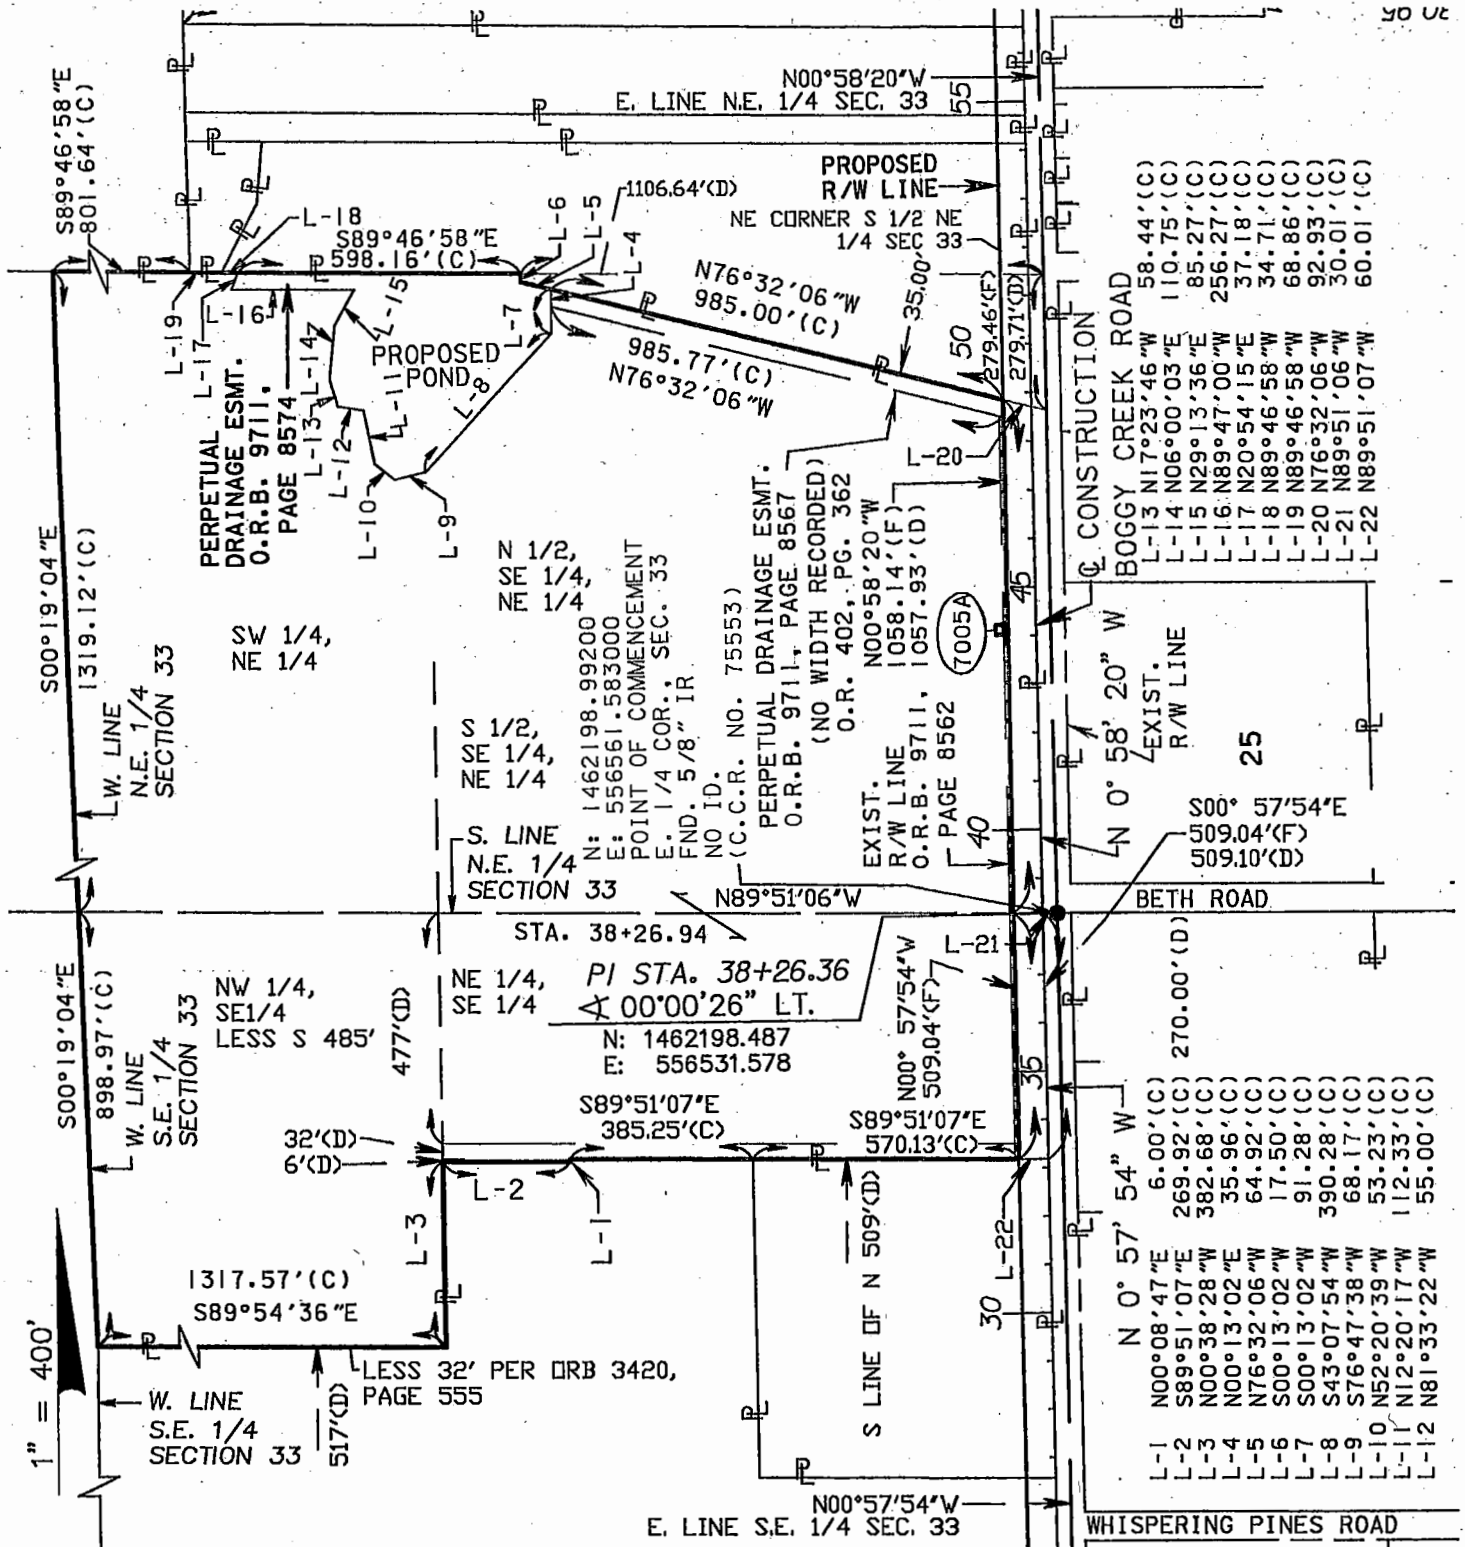 S89°46'58"E
801.64'(C)
N00°58'20"W
E. LINE N.E. 1/4 SEC. 33
55
PROPOSED
R/W LINE
NE CORNER S 1/2 NE
1/4 SEC 33
1106.64'(D)
L-6
L-5
L-4
L-18
S89°46'58"E
598.16'(C)
N76°32'06"W
985.00'(C)
35.00'
279.46'(F)
279.71'(D)
50
985.77'(C)
N76°32'06"W
L-19
L-17
L-16
L-15
L-14
L-13
L-12
L-11
L-10
L-9
L-8
L-7
PROPOSED
POND
PERPETUAL
DRAINAGE ESMT.
O.R.B. 9711,
PAGE 8574
L-20
℄ CONSTRUCTION
BOGGY CREEK ROAD
L-13 N17°23'46"W 58.44'(C)
L-14 N06°00'03"E 110.75'(C)
L-15 N29°13'36"E 85.27'(C)
L-16 N89°47'00"W 256.27'(C)
L-17 N20°54'15"E 37.18'(C)
L-18 N89°46'58"W 34.71'(C)
L-19 N89°46'58"W 68.86'(C)
L-20 N76°32'06"W 92.93'(C)
L-21 N89°51'06"W 30.01'(C)
L-22 N89°51'07"W 60.01'(C)
S00°19'04"E
1319.12'(C)
W. LINE
N.E. 1/4
SECTION 33
SW 1/4,
NE 1/4
N 1/2,
SE 1/4,
NE 1/4
S 1/2,
SE 1/4,
NE 1/4
S. LINE
N.E. 1/4
SECTION 33
N: 1462198.99200
E: 556561.583000
POINT OF COMMENCEMENT
E. 1/4 COR., SEC. 33
FND. 5/8" IR
NO ID.
(C.C.R. NO. 75553)
PERPETUAL DRAINAGE ESMT.
O.R.B. 9711, PAGE 8567
(NO WIDTH RECORDED)
O.R. 402, PG. 362
N00°58'20"W
1058.14'(F)
1057.93'(D)
EXIST.
R/W LINE
O.R.B. 9711,
PAGE 8562
7005A
45
40
N 0° 58' 20" W
EXIST.
R/W LINE
25
S00° 57'54"E
509.04'(F)
509.10'(D)
BETH ROAD
N89°51'06"W
STA. 38+26.94
PI STA. 38+26.36
∢ 00°00'26" LT.
N: 1462198.487
E: 556531.578
L-21
N00° 57'54"W
509.04'(F)
35
NE 1/4,
SE 1/4
NW 1/4,
SE1/4
LESS S 485'
477'(D)
S00°19'04"E
898.97'(C)
W. LINE
S.E. 1/4
SECTION 33
32'(D)
6'(D)
S89°51'07"E
385.25'(C)
S89°51'07"E
570.13'(C)
L-2
L-3
L-1
S LINE OF N 509'(D)
L-22
30
270.00'(D)
N 0° 57' 54" W
L-1 N00°08'47"E 6.00'(C)
L-2 S89°51'07"E 269.92'(C)
L-3 N00°38'28"W 382.68'(C)
L-4 N00°13'02"E 35.96'(C)
L-5 N76°32'06"W 64.92'(C)
L-6 S00°13'02"W 17.50'(C)
L-7 S00°13'02"W 91.28'(C)
L-8 S43°07'54"W 390.28'(C)
L-9 S76°47'38"W 68.17'(C)
L-10 N52°20'39"W 53.23'(C)
L-11 N12°20'17"W 112.33'(C)
L-12 N81°33'22"W 55.00'(C)
1317.57'(C)
S89°54'36"E
LESS 32' PER ORB 3420,
PAGE 555
517'(D)
1" = 400'
W. LINE
S.E. 1/4
SECTION 33
N00°57'54"W
E. LINE S.E. 1/4 SEC. 33
WHISPERING PINES ROAD